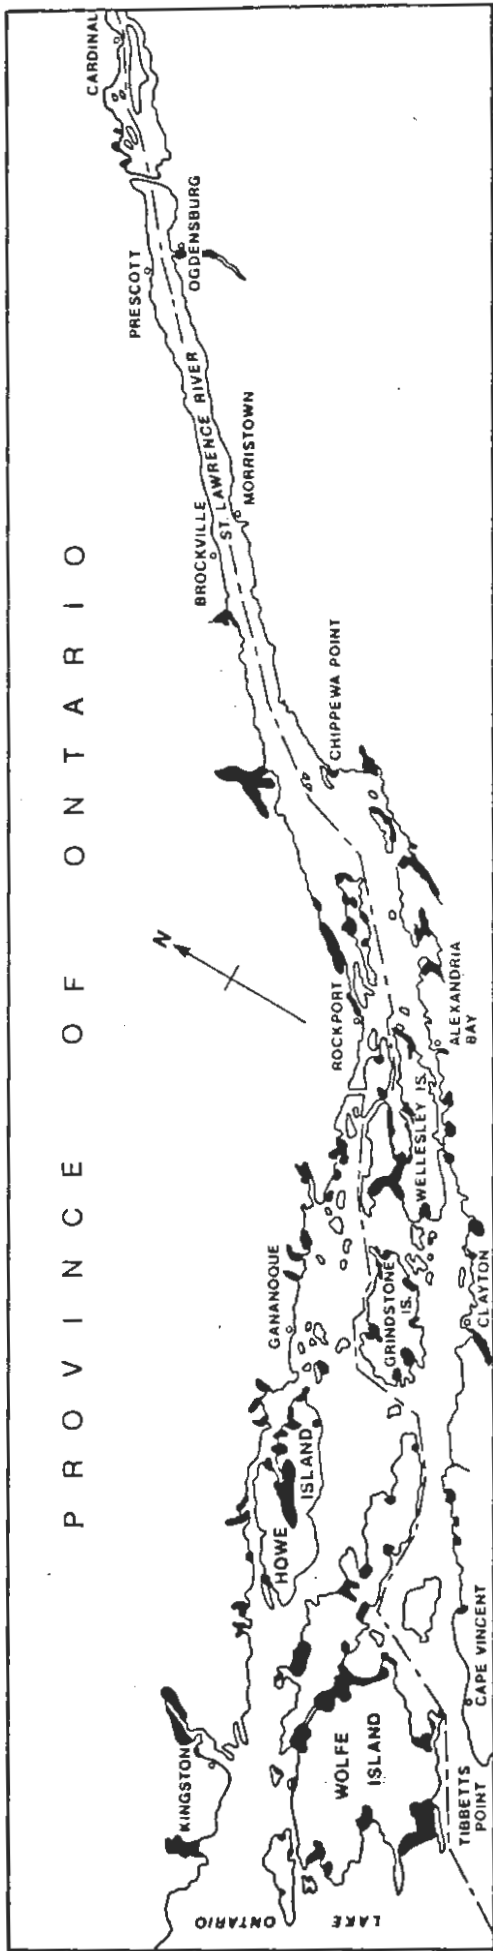 PROVINCE OF ONTARIO
CARDINAL
PRESCOTT
OGDENSBURG
ST. LAWRENCE RIVER
BROCKVILLE
MORRISTOWN
CHIPPEWA POINT
N
ROCKPORT
ALEXANDRIA
BAY
WELLESLEY IS.
GANANOQUE
GRINDSTONE
IS.
CLAYTON
HOWE
ISLAND
KINGSTON
WOLFE
ISLAND
CAPE VINCENT
TIBBETTS
POINT
LAKE
ONTARIO